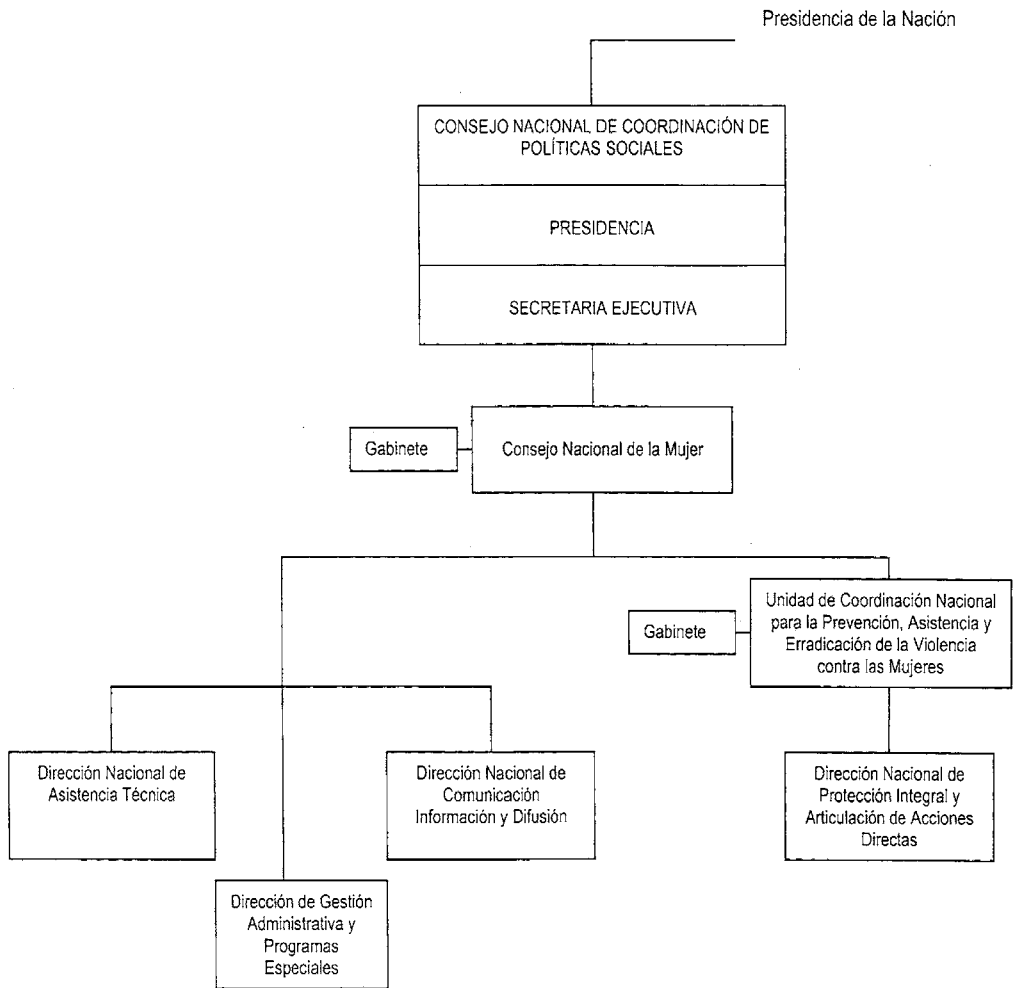 Presidencia de la Nación
CONSEJO NACIONAL DE COORDINACIÓN DE
POLÍTICAS SOCIALES
PRESIDENCIA
SECRETARIA EJECUTIVA
Gabinete
Consejo Nacional de la Mujer
Unidad de Coordinación Nacional
para la Prevención, Asistencia y
Erradicación de la Violencia
contra las Mujeres
Gabinete
Dirección Nacional de
Asistencia Técnica
Dirección Nacional de
Comunicación
Información y Difusión
Dirección Nacional de
Protección Integral y
Articulación de Acciones
Directas
Dirección de Gestión
Administrativa y
Programas
Especiales